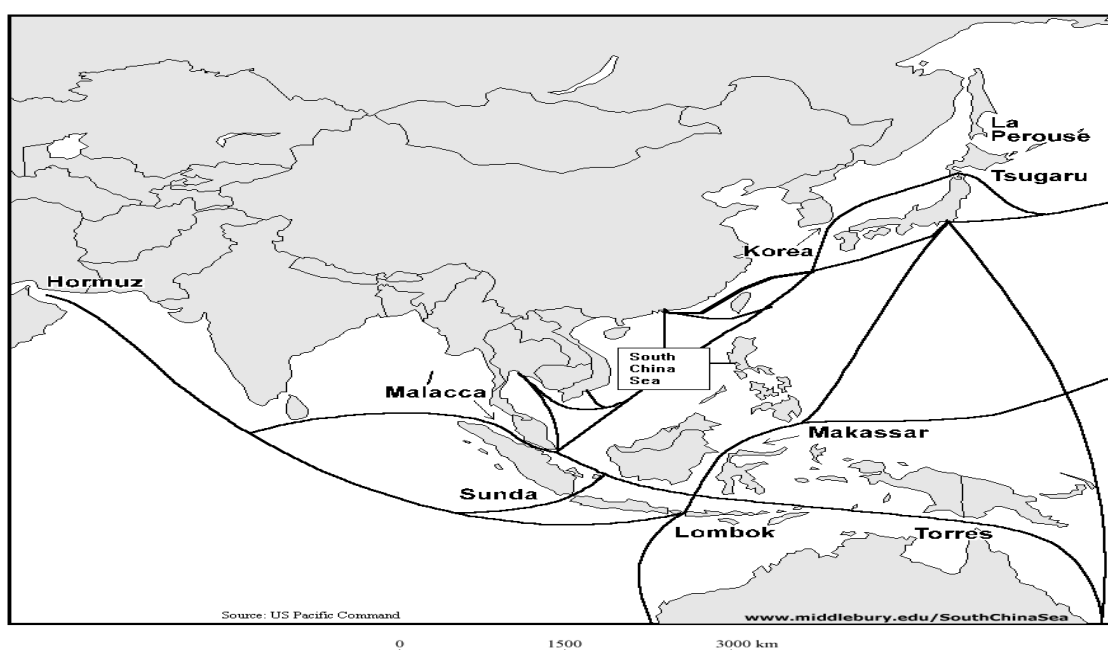 La
Perousé
Tsugaru
Korea
Hormuz
South
China
Sea
Malacca
Makassar
Sunda
Lombok
Torres
Source: US Pacific Command
www.middlebury.edu/SouthChinaSea
0 1500 3000 km